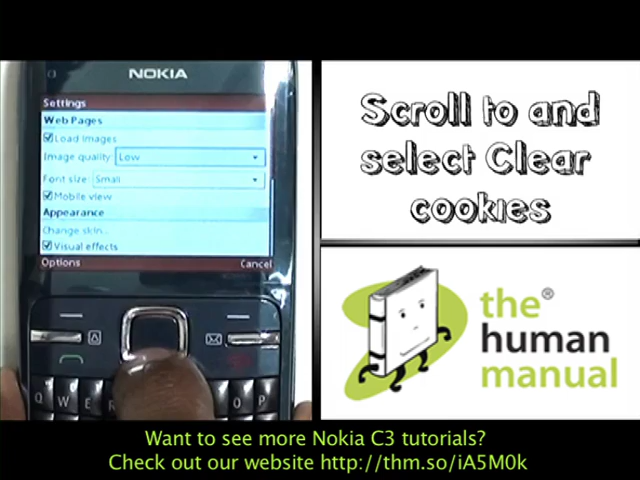 NOKIA
Settings
Web Pages
Load Images
Image quality: Low
Font size: Small
Mobile view
Appearance
Change skin...
Visual effects
Options Cancel
Q W E R O P
Scroll to and
select Clear
cookies
the®
human
manual
Want to see more Nokia C3 tutorials?
Check out our website http://thm.so/iA5M0k